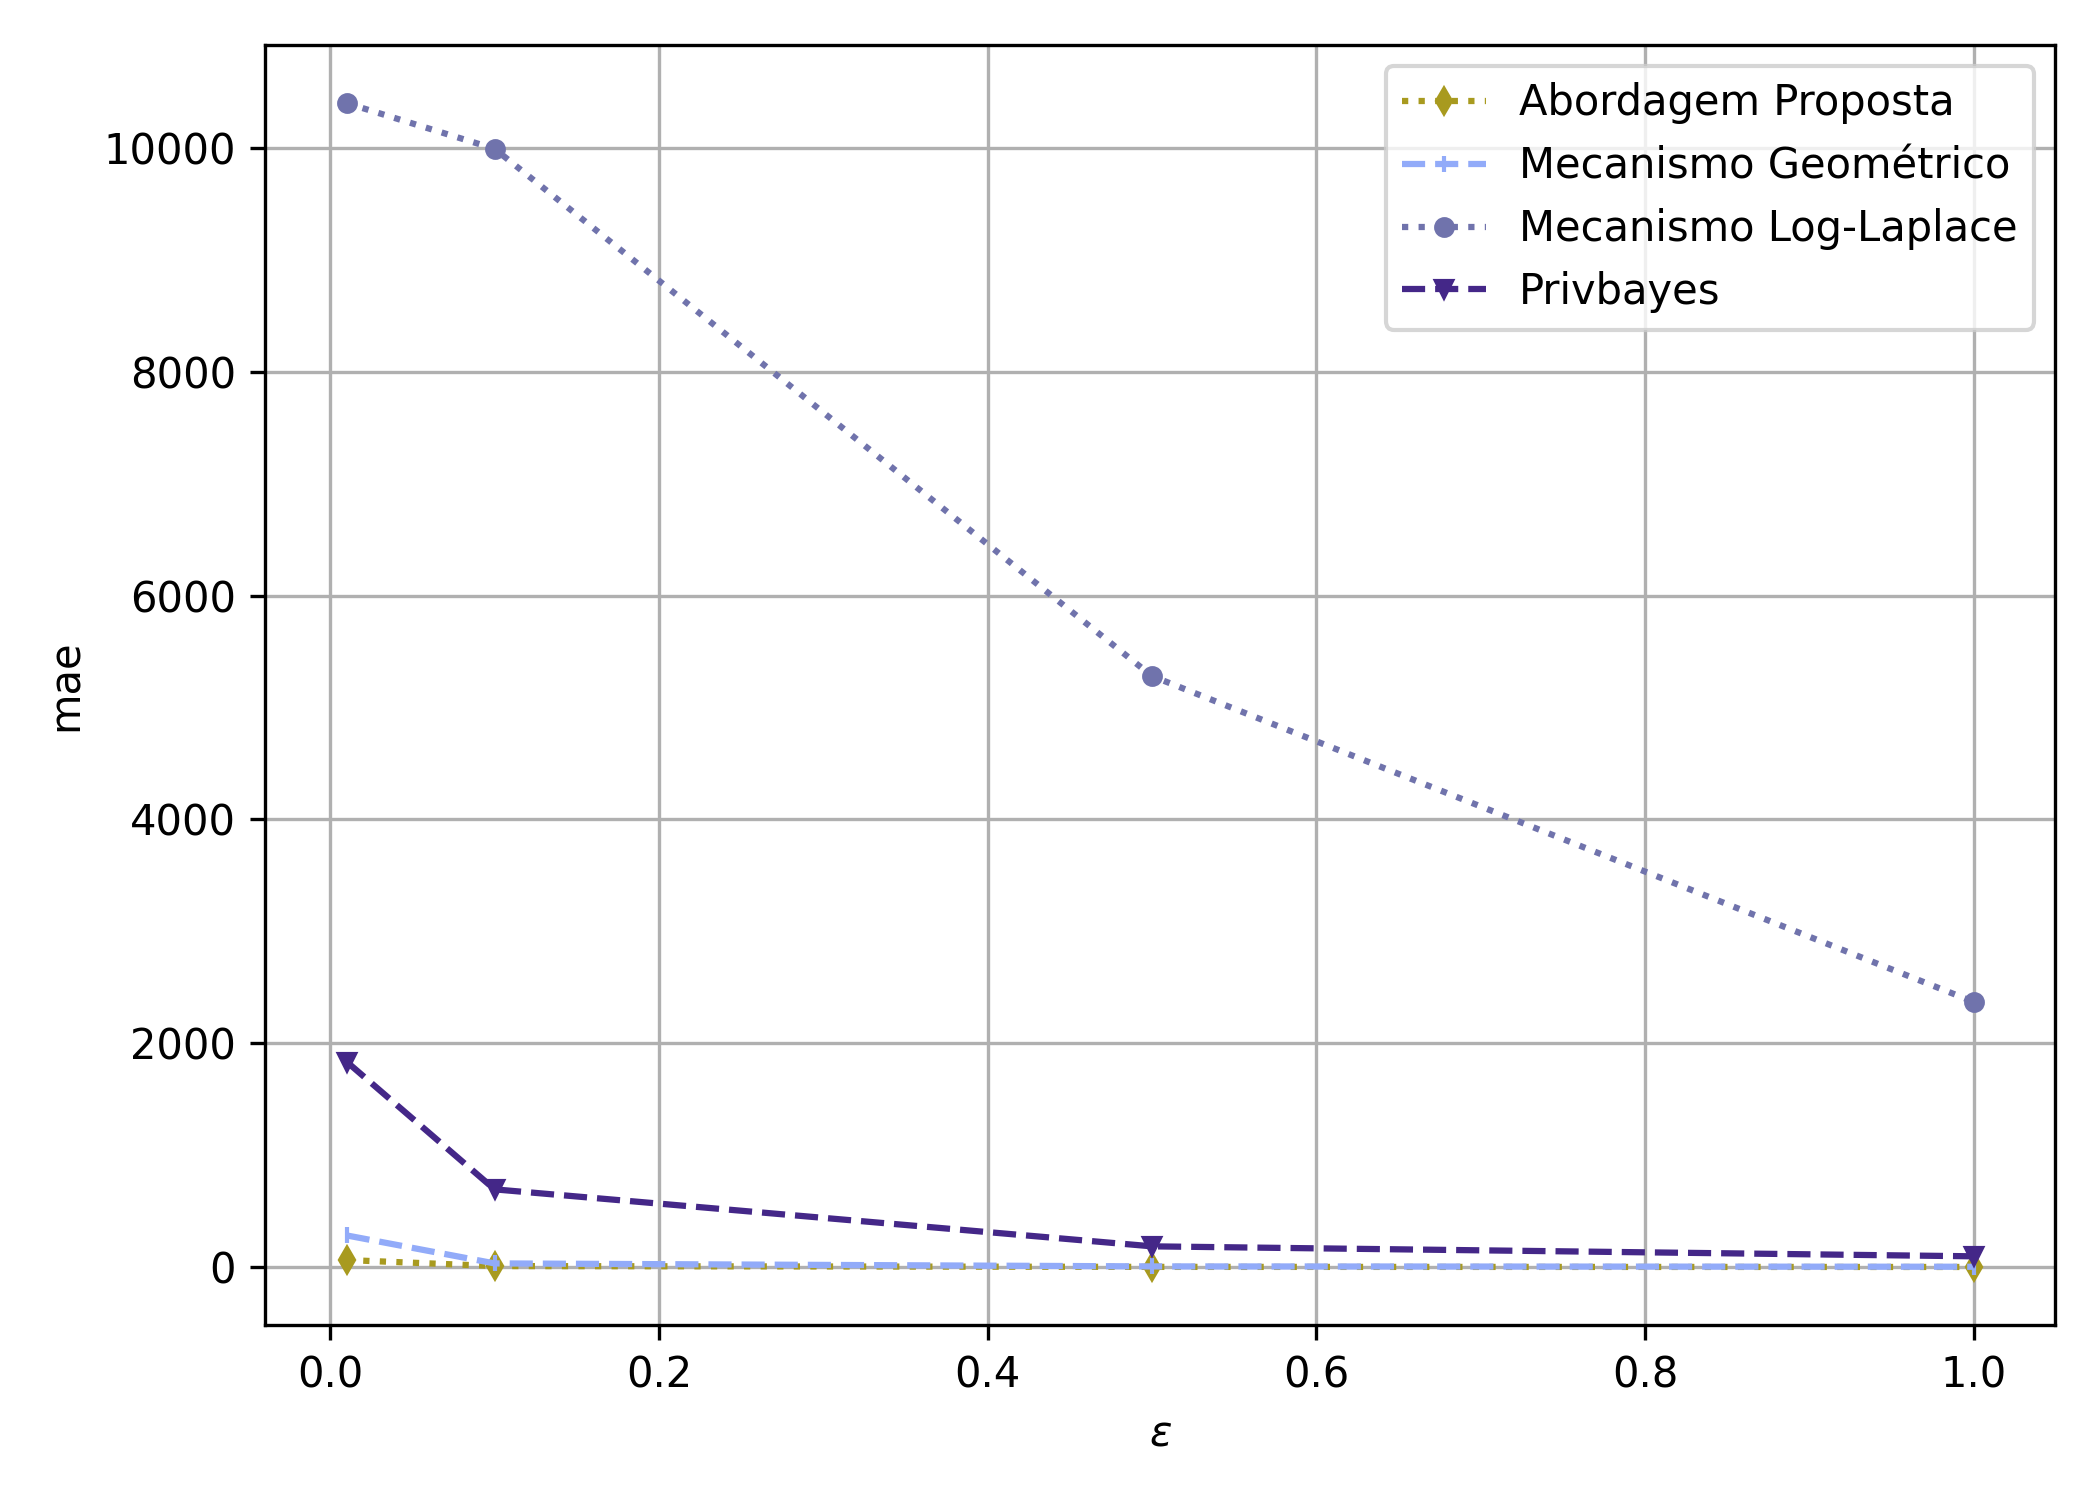 Abordagem Proposta
Mecanismo Geométrico
Mecanismo Log-Laplace
Privbayes
10000
8000
6000
4000
2000
0
mae
0.0 0.2 0.4 0.6 0.8 1.0
ε